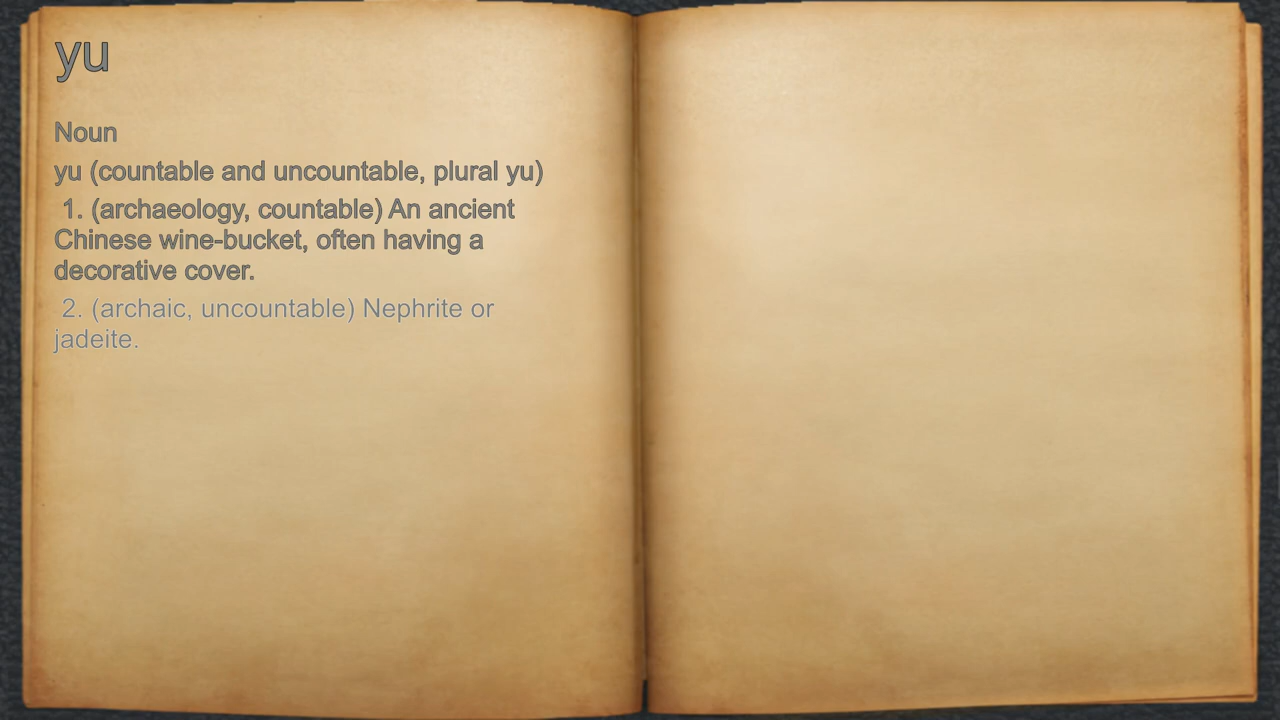 yu
Noun
yu (countable and uncountable, plural yu)
1. (archaeology, countable) An ancient
Chinese wine-bucket, often having a
decorative cover.
2. (archaic, uncountable) Nephrite or
jadeite.